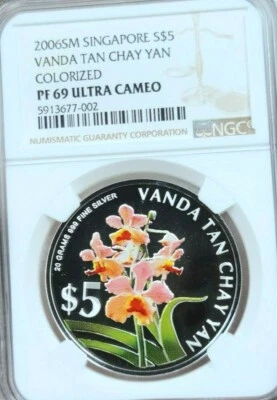 2006SM SINGAPORE S$5
VANDA TAN CHAY YAN
COLORIZED
PF 69 ULTRA CAMEO
5913677-002
NUMISMATIC GUARANTY CORPORATION
NGC
VANDA TAN CHAY YAN
20 GRAMS 999 FINE SILVER
$5